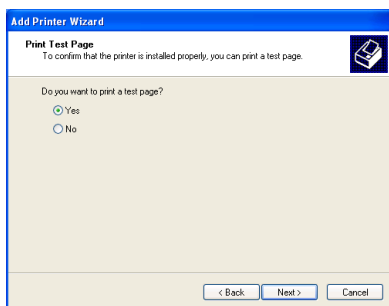 Add Printer Wizard
Print Test Page
To confirm that the printer is installed properly, you can print a test page.
Do you want to print a test page?
Yes
No
< Back
Next >
Cancel